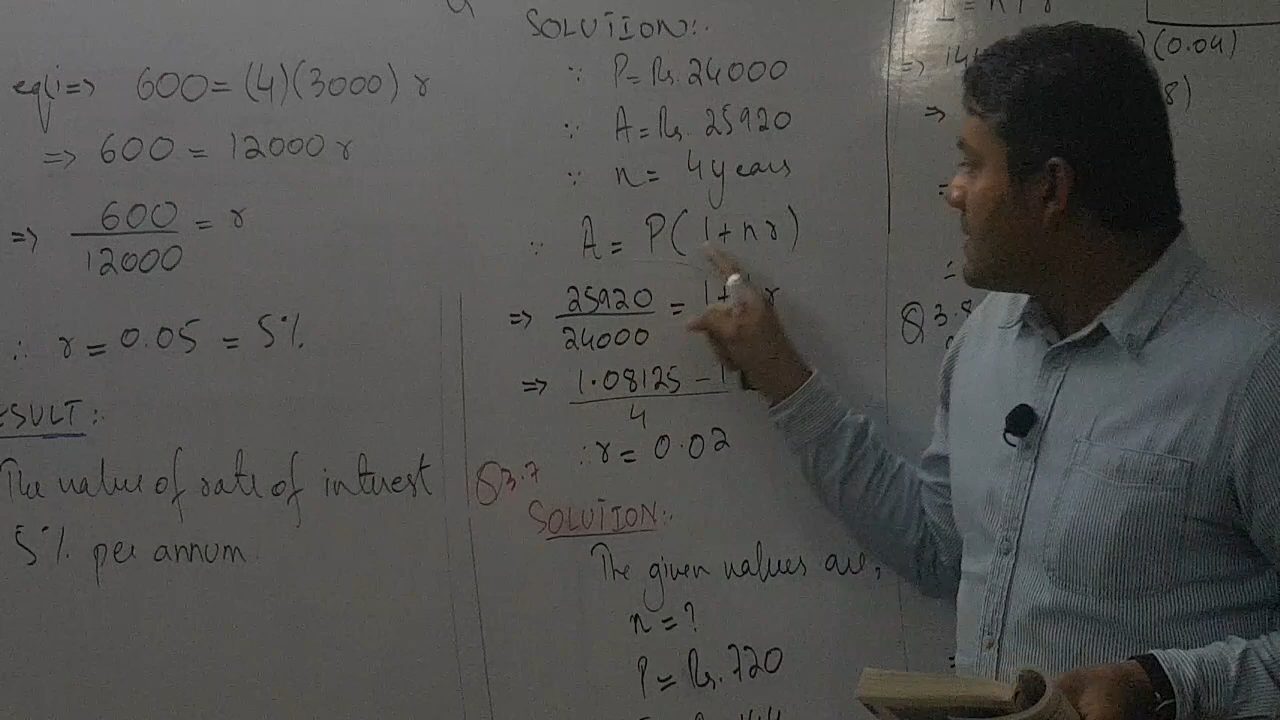 eq(i=> 600 = (4)(3000) r
=> 600 = 12000 r
=> 600/12000 = r
∴ r = 0.05 = 5%
RESULT:
The value of rate of interest
5% per annum
SOLUTION:.
∵ P = Rs. 24000
∵ A = Rs. 25920
∵ n = 4 years
∵ A = P(1+nr)
=> 25920/24000 = 1+ r
=> 1.08125 - 1/4
∴ r = 0.02
Q3.7
SOLUTION:.
The given values are,
n = ?
P = Rs. 720
(0.04)
8)
Q3.8